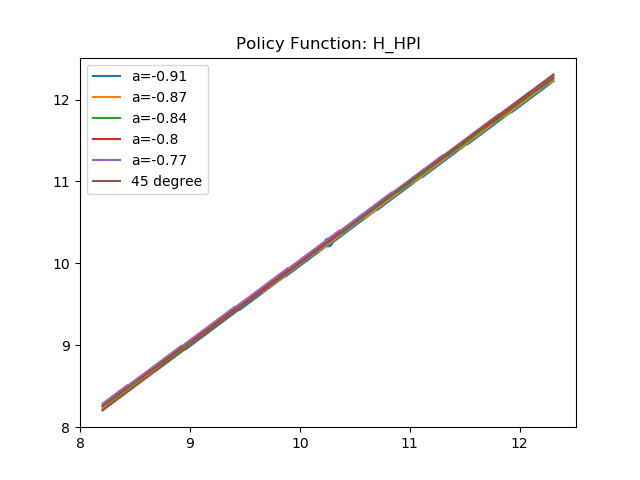 Policy Function: H_HPI
a=-0.91
a=-0.87
a=-0.84
a=-0.8
a=-0.77
45 degree
12
11
10
9
8
8 9 10 11 12